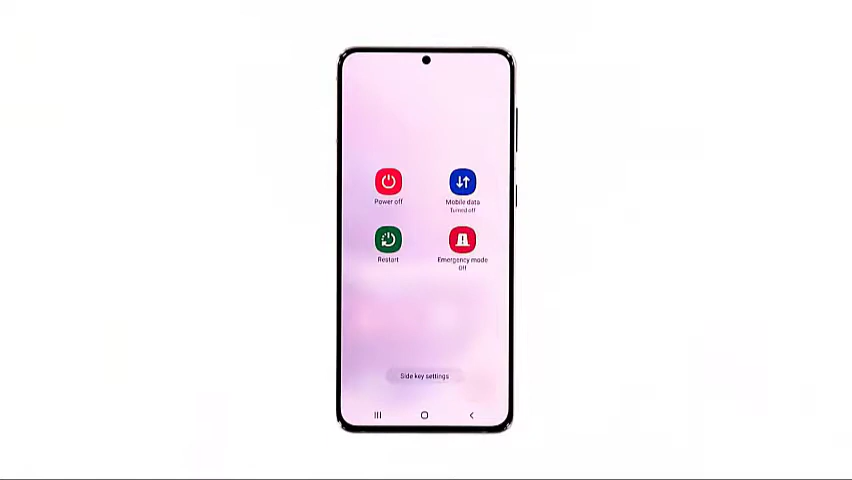 Power off
Mobile data
Turned off
Restart
Emergency mode
Off
Side key settings